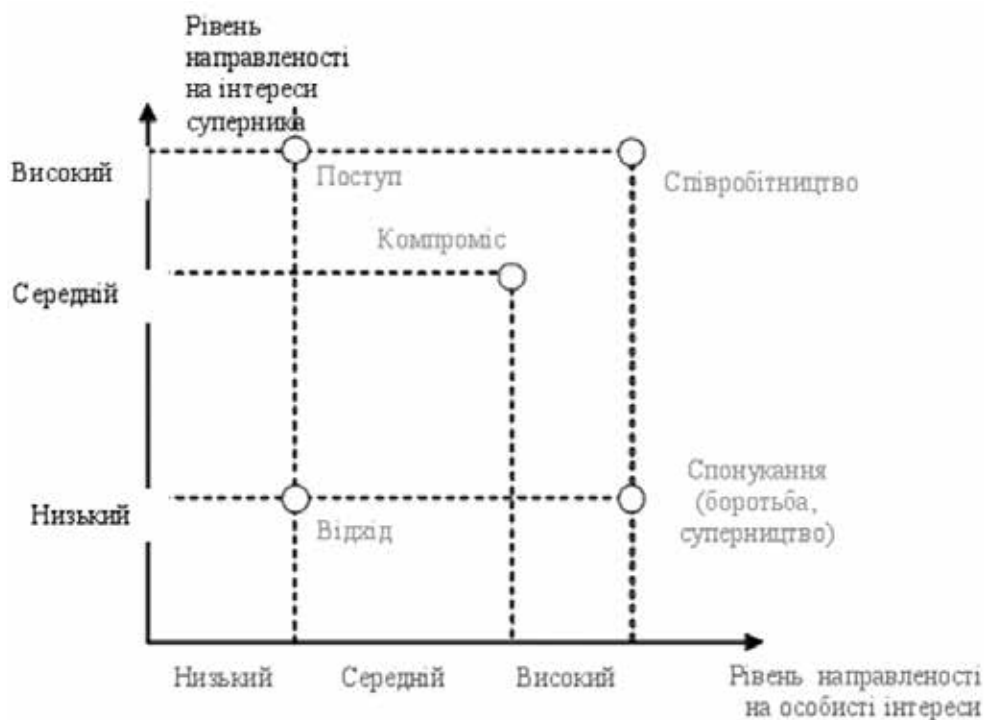 Рівень
направленості
на інтереси
суперника
Високий
Поступ
Співробітництво
Компроміс
Середній
Спонукання
(боротьба,
суперництво)
Низький
Відхід
Низький
Середній
Високий
Рівень направленості
на особисті інтереси